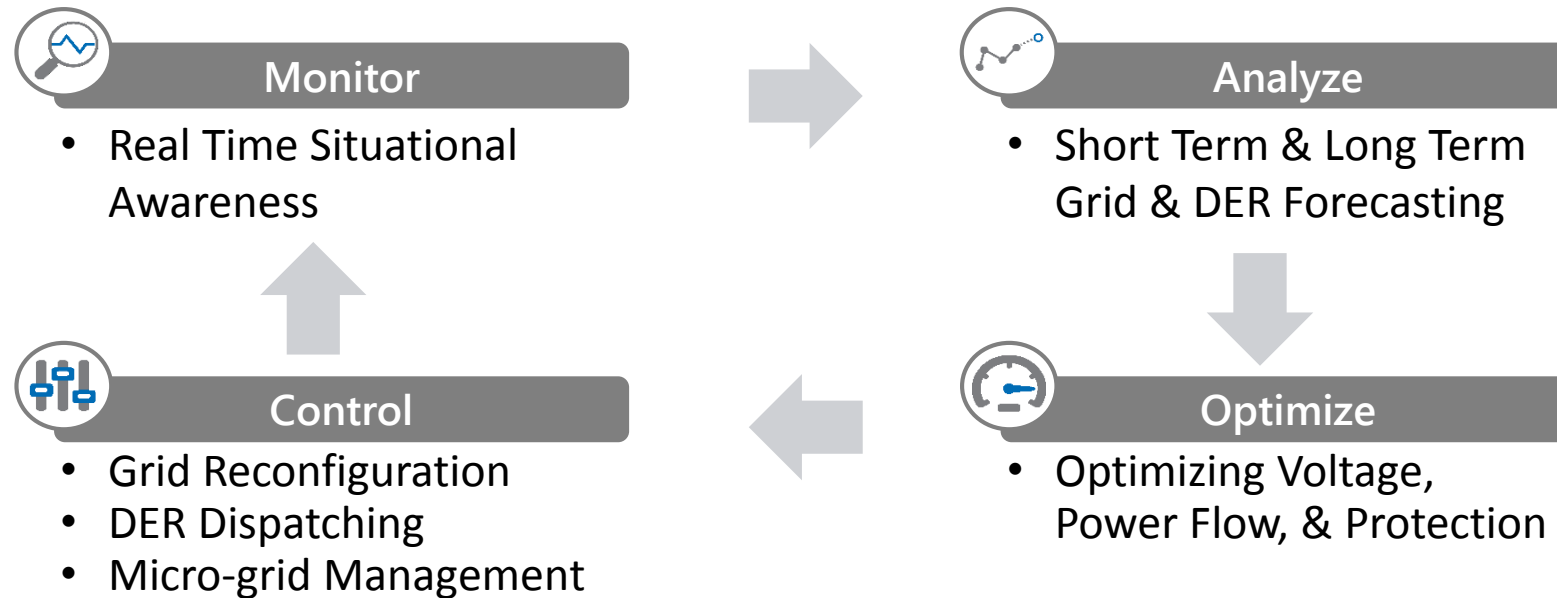 Monitor
• Real Time Situational
Awareness
Analyze
• Short Term & Long Term
Grid & DER Forecasting
Control
• Grid Reconfiguration
• DER Dispatching
• Micro-grid Management
Optimize
• Optimizing Voltage,
Power Flow, & Protection